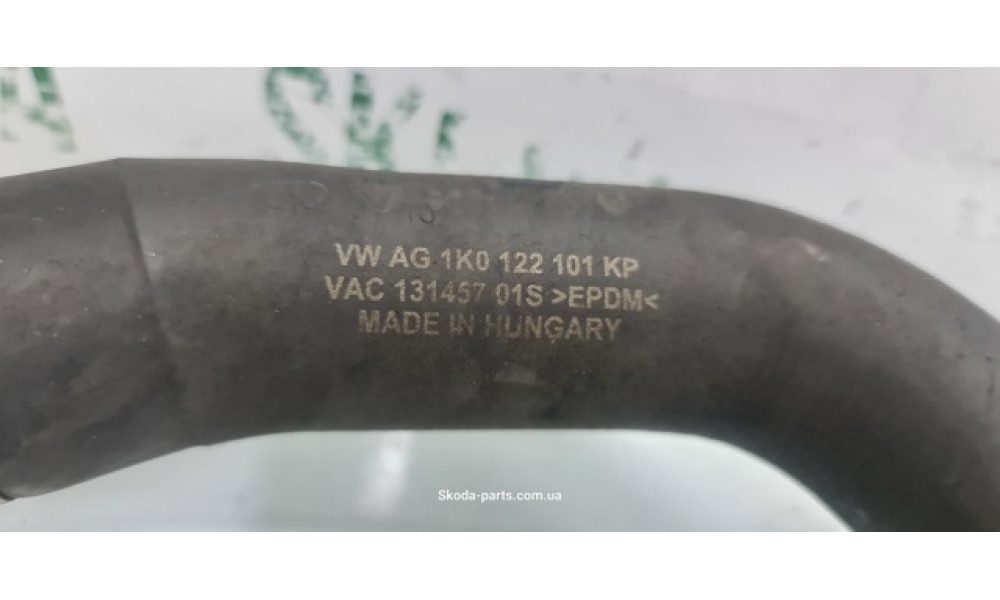 VW AG 1K0 122 101 KP
VAC 131457 01S >EPDM<
MADE IN HUNGARY
Skoda-parts.com.ua